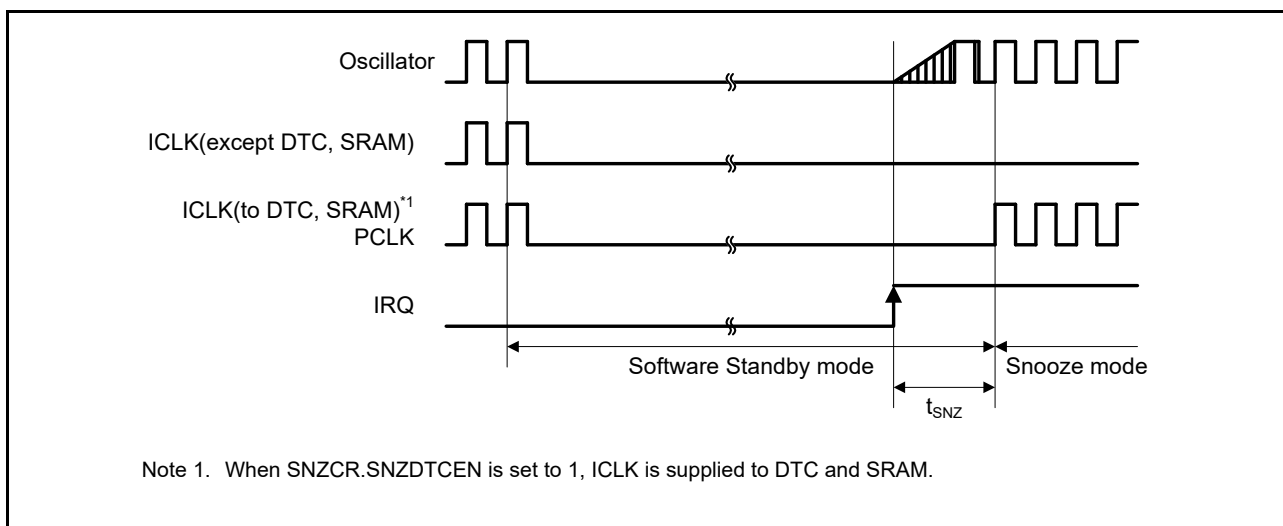 Oscillator
ICLK(except DTC, SRAM)
ICLK(to DTC, SRAM)*1
PCLK
IRQ
Software Standby mode
Snooze mode
tSNZ
Note 1. When SNZCR.SNZDTCEN is set to 1, ICLK is supplied to DTC and SRAM.